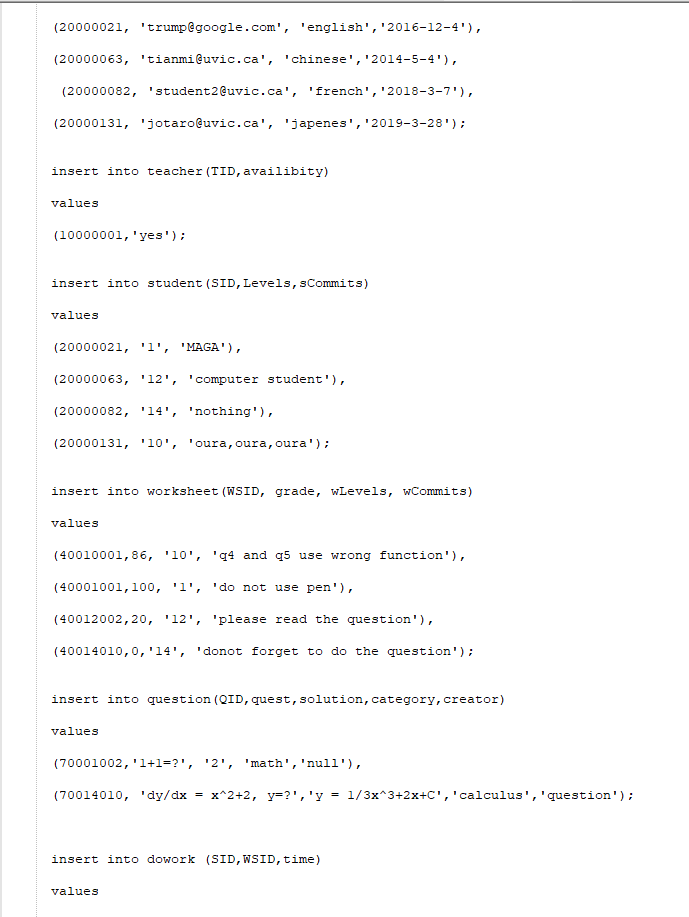 (20000021, 'trump@google.com', 'english','2016-12-4'),
(20000063, 'tianmi@uvic.ca', 'chinese','2014-5-4'),
(20000082, 'student2@uvic.ca', 'french','2018-3-7'),
(20000131, 'jotaro@uvic.ca', 'japenes','2019-3-28');
insert into teacher(TID,availibity)
values
(10000001,'yes');
insert into student(SID,Levels,sCommits)
values
(20000021, '1', 'MAGA'),
(20000063, '12', 'computer student'),
(20000082, '14', 'nothing'),
(20000131, '10', 'oura,oura,oura');
insert into worksheet(WSID, grade, wLevels, wCommits)
values
(40010001,86, '10', 'q4 and q5 use wrong function'),
(40001001,100, '1', 'do not use pen'),
(40012002,20, '12', 'please read the question'),
(40014010,0,'14', 'donot forget to do the question');
insert into question(QID,quest,solution,category,creator)
values
(70001002,'1+1=?', '2', 'math','null'),
(70014010, 'dy/dx = x^2+2, y=?','y = 1/3x^3+2x+C','calculus','question');
insert into dowork (SID,WSID,time)
values